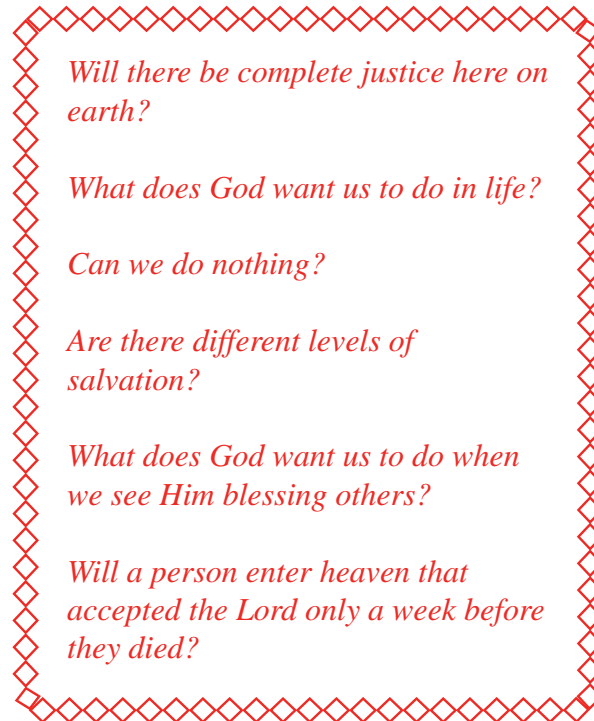 Will there be complete justice here on
earth?
What does God want us to do in life?
Can we do nothing?
Are there different levels of
salvation?
What does God want us to do when
we see Him blessing others?
Will a person enter heaven that
accepted the Lord only a week before
they died?